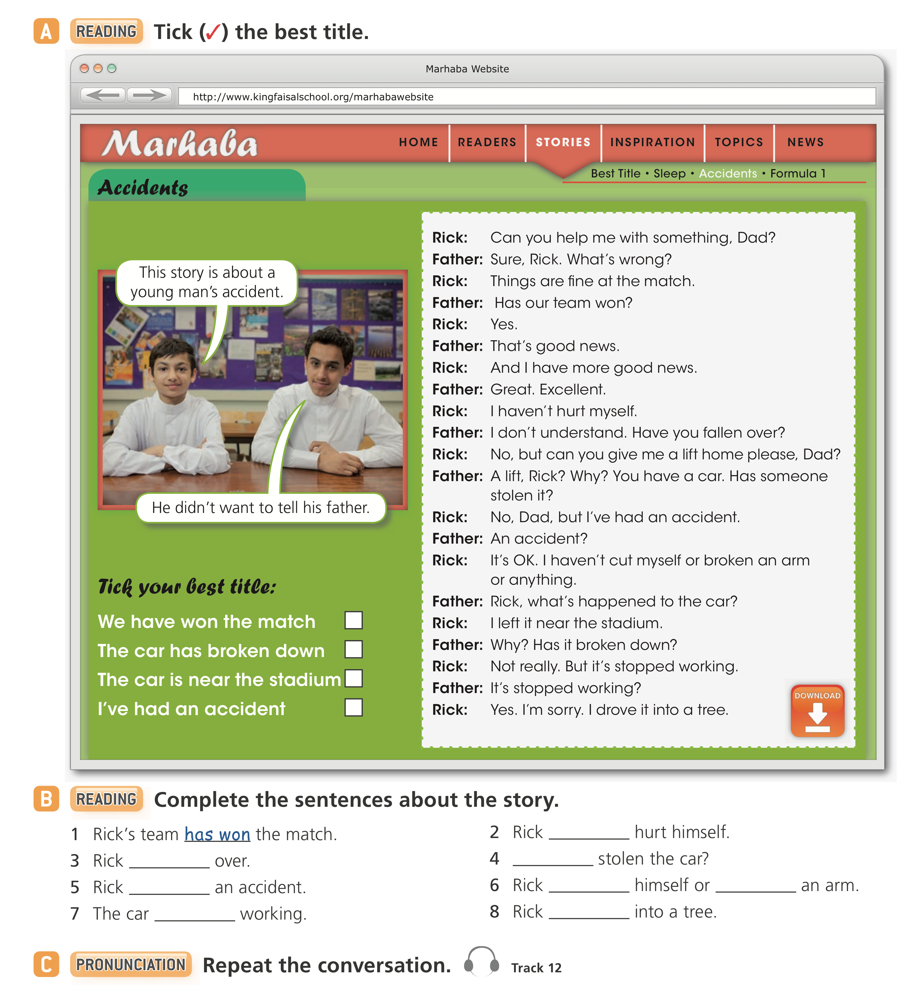 A READING Tick (✓) the best title.
Marhaba Website
http://www.kingfaisalschool.org/marhabawebsite
Marhaba HOME READERS STORIES INSPIRATION TOPICS NEWS
Best Title • Sleep • Accidents • Formula 1
Accidents
This story is about a
young man's accident.
He didn't want to tell his father.
Tick your best title:
We have won the match
The car has broken down
The car is near the stadium
I've had an accident
Rick: Can you help me with something, Dad?
Father: Sure, Rick. What's wrong?
Rick: Things are fine at the match.
Father: Has our team won?
Rick: Yes.
Father: That's good news.
Rick: And I have more good news.
Father: Great. Excellent.
Rick: I haven't hurt myself.
Father: I don't understand. Have you fallen over?
Rick: No, but can you give me a lift home please, Dad?
Father: A lift, Rick? Why? You have a car. Has someone
stolen it?
Rick: No, Dad, but I've had an accident.
Father: An accident?
Rick: It's OK. I haven't cut myself or broken an arm
or anything.
Father: Rick, what's happened to the car?
Rick: I left it near the stadium.
Father: Why? Has it broken down?
Rick: Not really. But it's stopped working.
Father: It's stopped working?
Rick: Yes. I'm sorry. I drove it into a tree.
DOWNLOAD
B READING Complete the sentences about the story.
1 Rick's team has won the match.
2 Rick ________ hurt himself.
3 Rick ________ over.
4 ________ stolen the car?
5 Rick ________ an accident.
6 Rick ________ himself or ________ an arm.
7 The car ________ working.
8 Rick ________ into a tree.
C PRONUNCIATION Repeat the conversation. Track 12